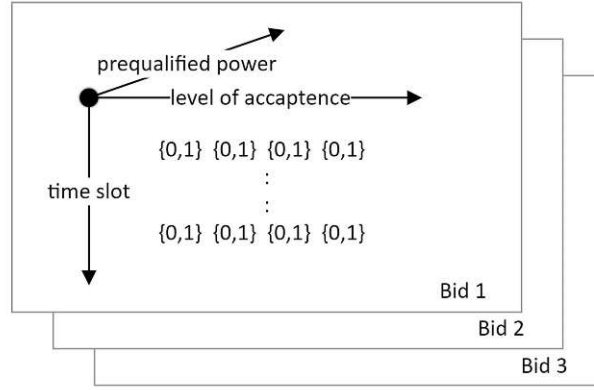 prequalified power
level of accaptence
{0,1} {0,1} {0,1} {0,1}
:
time slot
:
{0,1} {0,1} {0,1} {0,1}
Bid 1
Bid 2
Bid 3